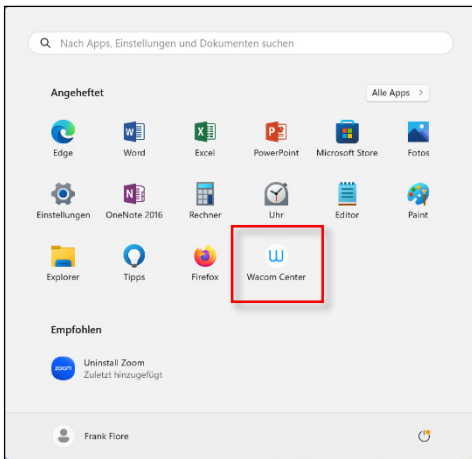 Nach Apps, Einstellungen und Dokumenten suchen
Angeheftet
Alle Apps
Edge
Word
Excel
PowerPoint
Microsoft Store
Fotos
Einstellungen
OneNote 2016
Rechner
Uhr
Editor
Paint
Explorer
Tipps
Firefox
Wacom Center
Empfohlen
zoom
Uninstall Zoom
Zuletzt hinzugefügt
Frank Flore